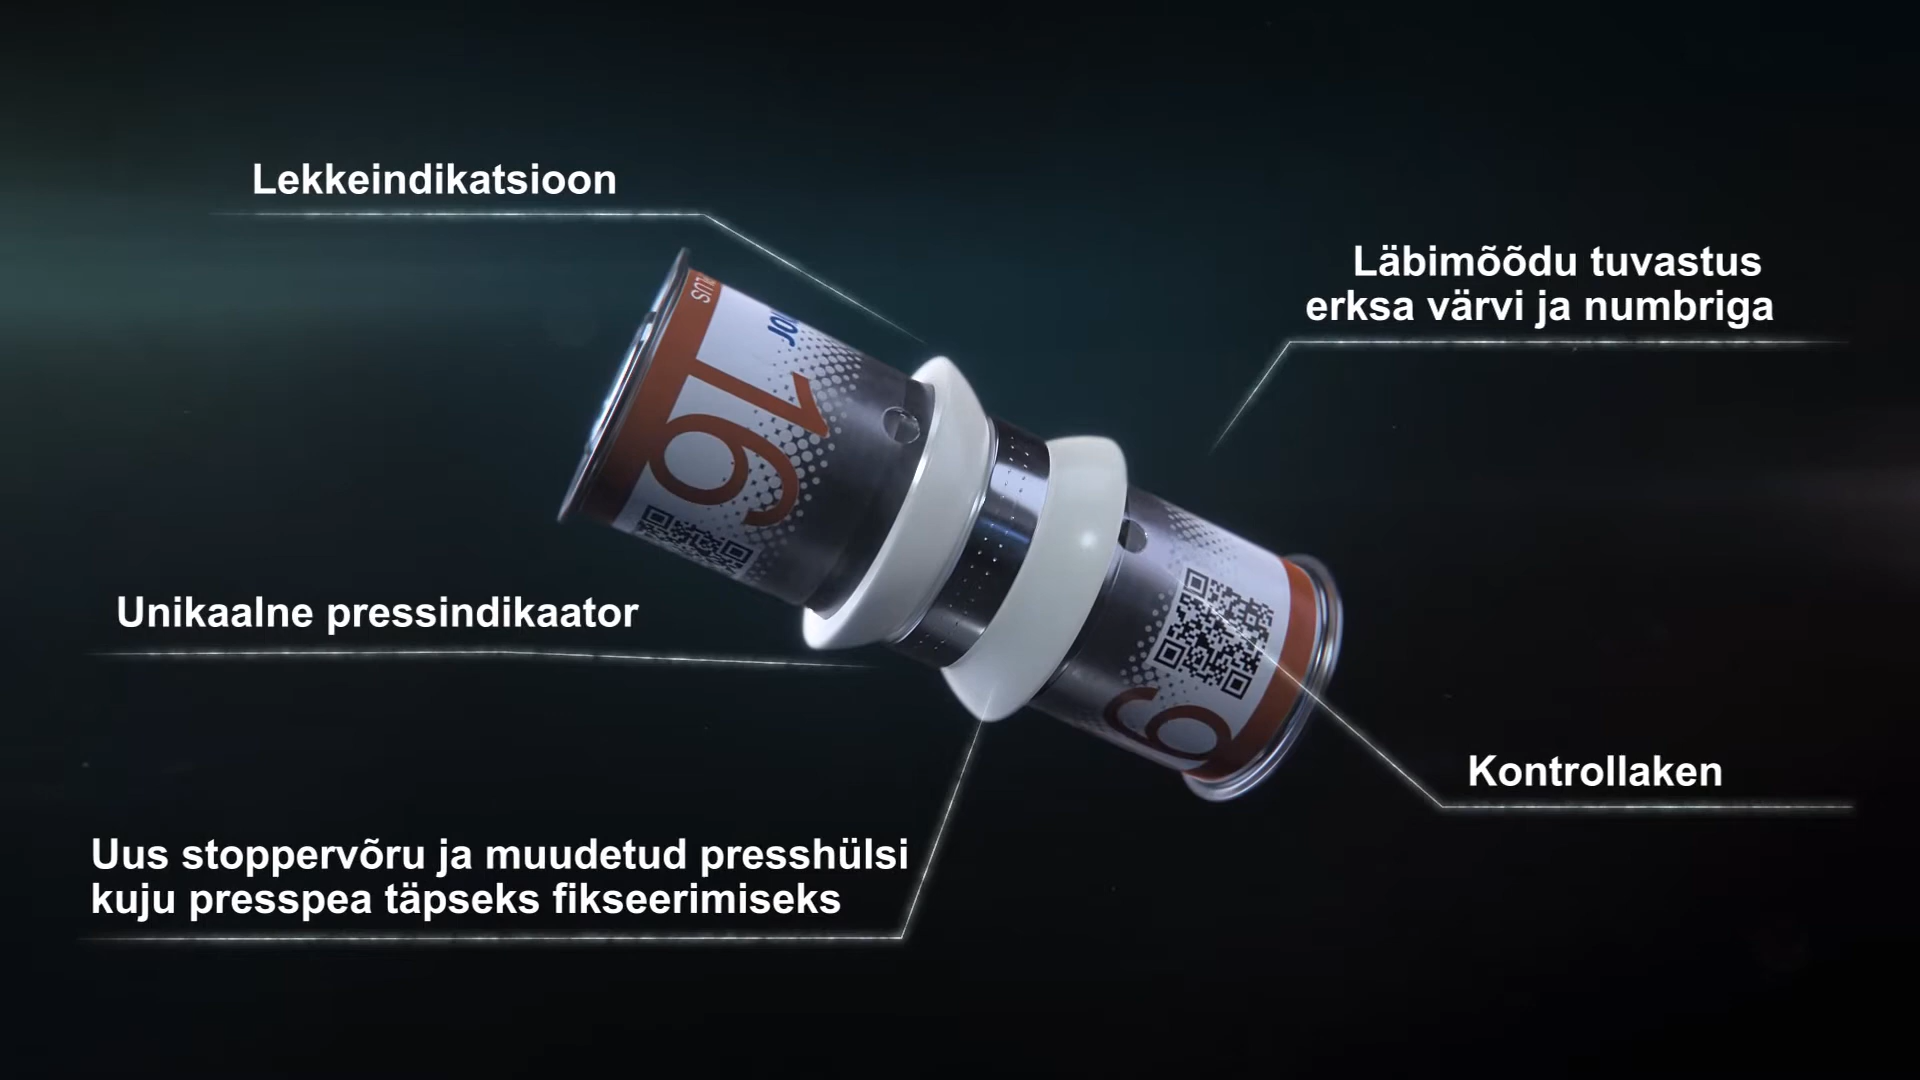 Lekkeindikatsioon
Läbimõõdu tuvastus
erksa värvi ja numbriga
16
Unikaalne pressindikaator
Kontrollaken
Uus stoppervõru ja muudetud presshülsi
kuju presspea täpseks fikseerimiseks